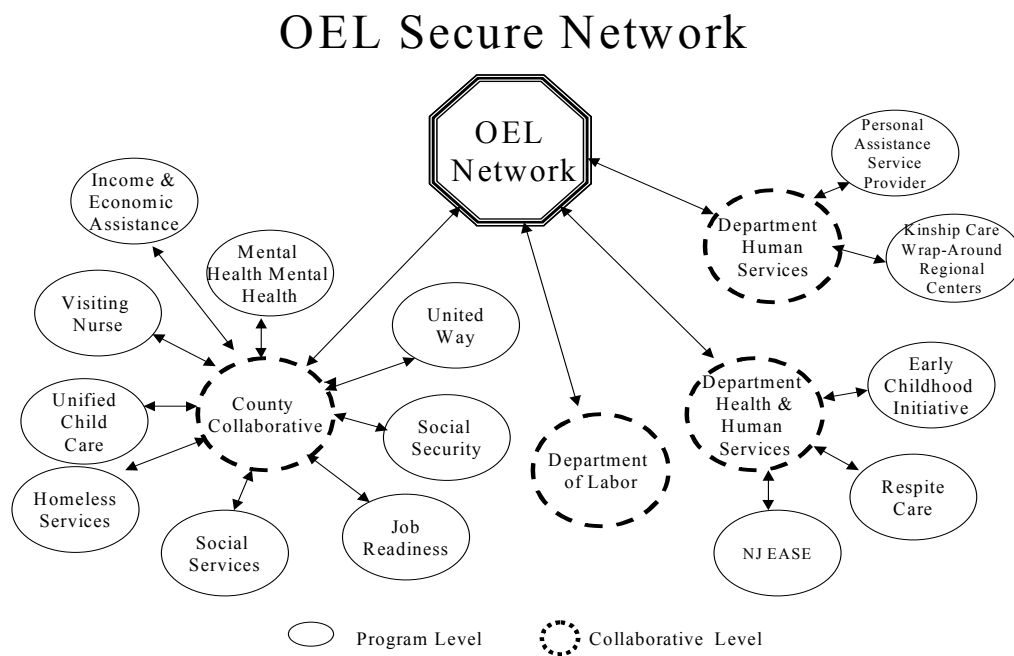 OEL Secure Network
OEL
Network
Personal
Assistance
Service
Provider
Income &
Economic
Assistance
Department
Human
Services
Kinship Care
Wrap-Around
Regional
Centers
Mental
Health Mental
Health
Visiting
Nurse
United
Way
Early
Childhood
Initiative
Department
Health &
Human
Services
Unified
Child
Care
County
Collaborative
Social
Security
Department
of Labor
Respite
Care
Homeless
Services
Social
Services
Job
Readiness
NJ EASE
Program Level
Collaborative Level